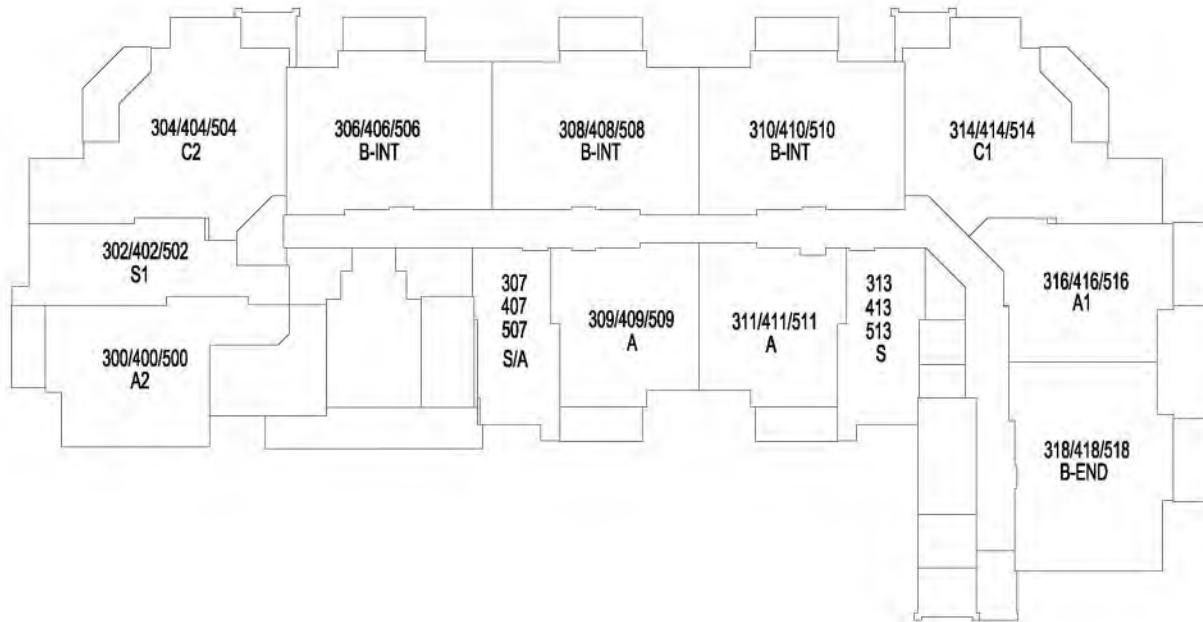 304/404/504
C2
306/406/506
B-INT
308/408/508
B-INT
310/410/510
B-INT
314/414/514
C1
302/402/502
S1
300/400/500
A2
307
407
507
S/A
309/409/509
A
311/411/511
A
313
413
513
S
316/416/516
A1
318/418/518
B-END